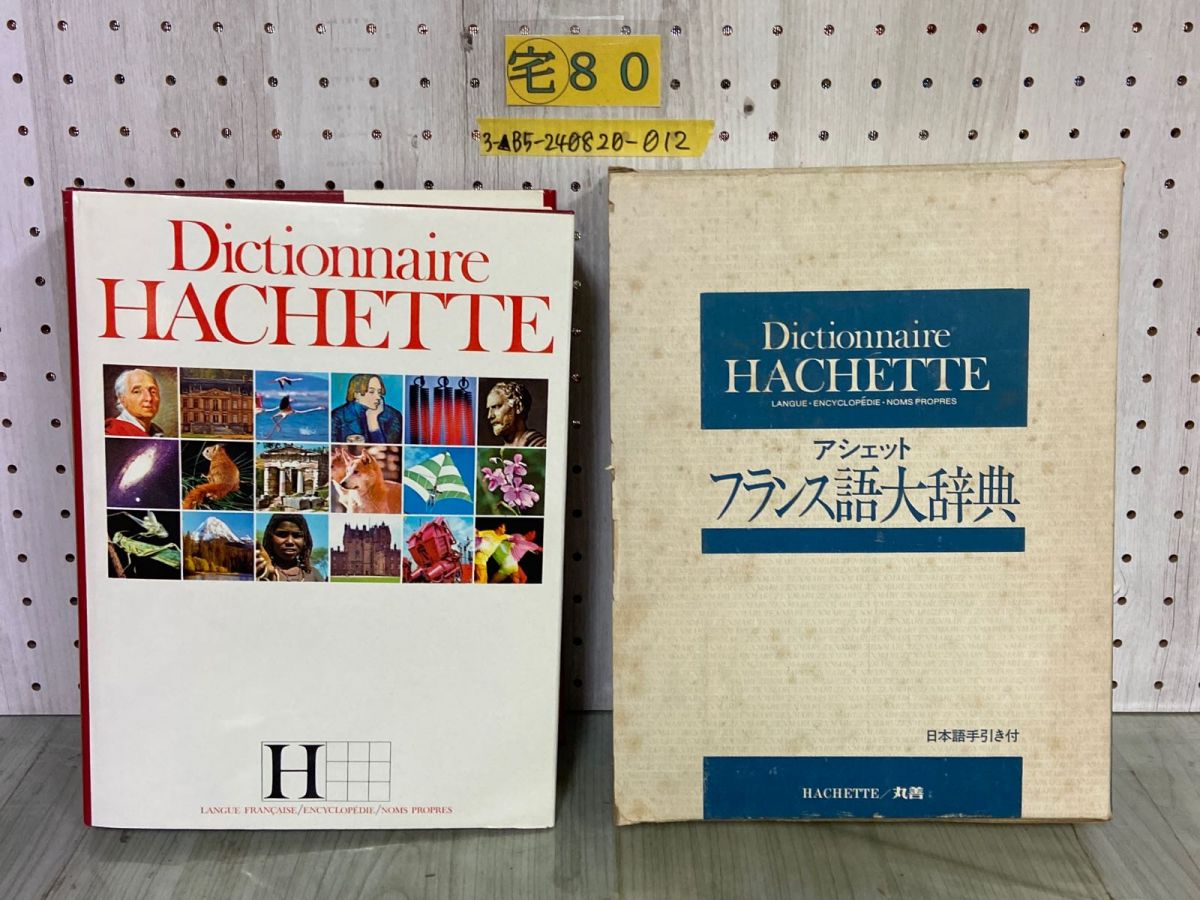 宅80
3-▲B5-240820-012
Dictionnaire
HACHETTE
H
LANGUE FRANÇAISE/ENCYCLOPÉDIE/NOMS PROPRES
Dictionnaire
HACHETTE
LANGUE・ENCYCLOPÉDIE・NOMS PROPRES
アシェット
フランス語大辞典
日本語手引き付
HACHETTE/丸善